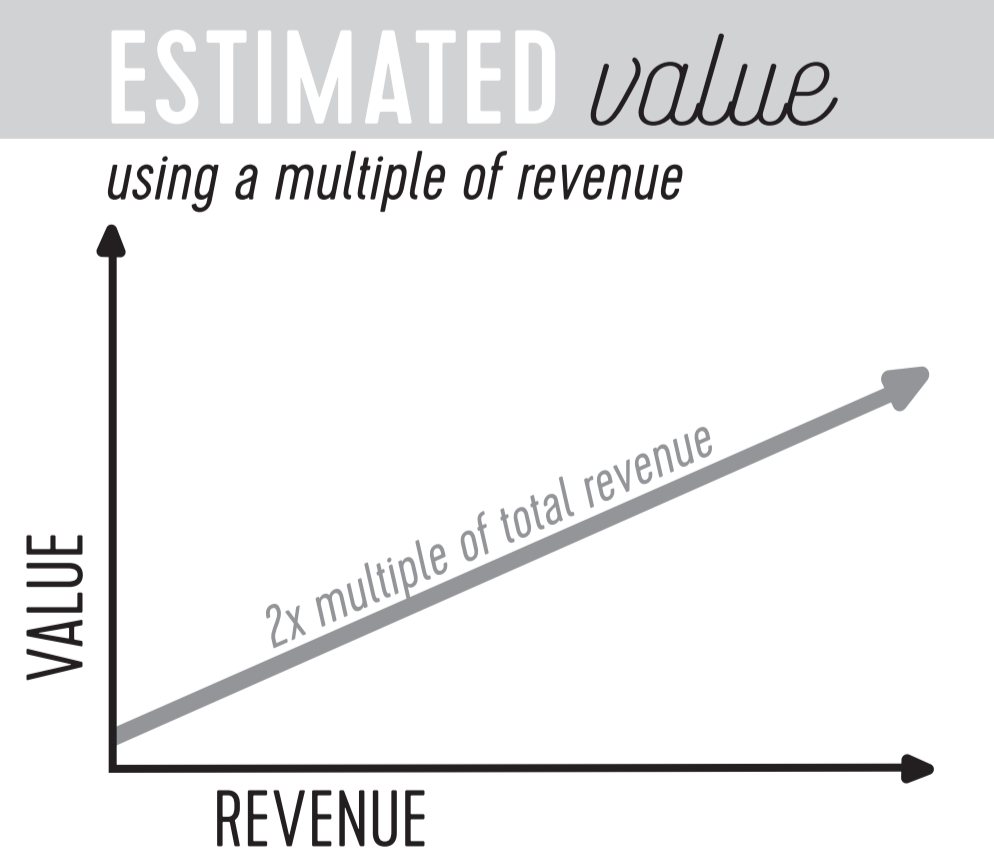 ESTIMATED value
using a multiple of revenue
2x multiple of total revenue
VALUE
REVENUE